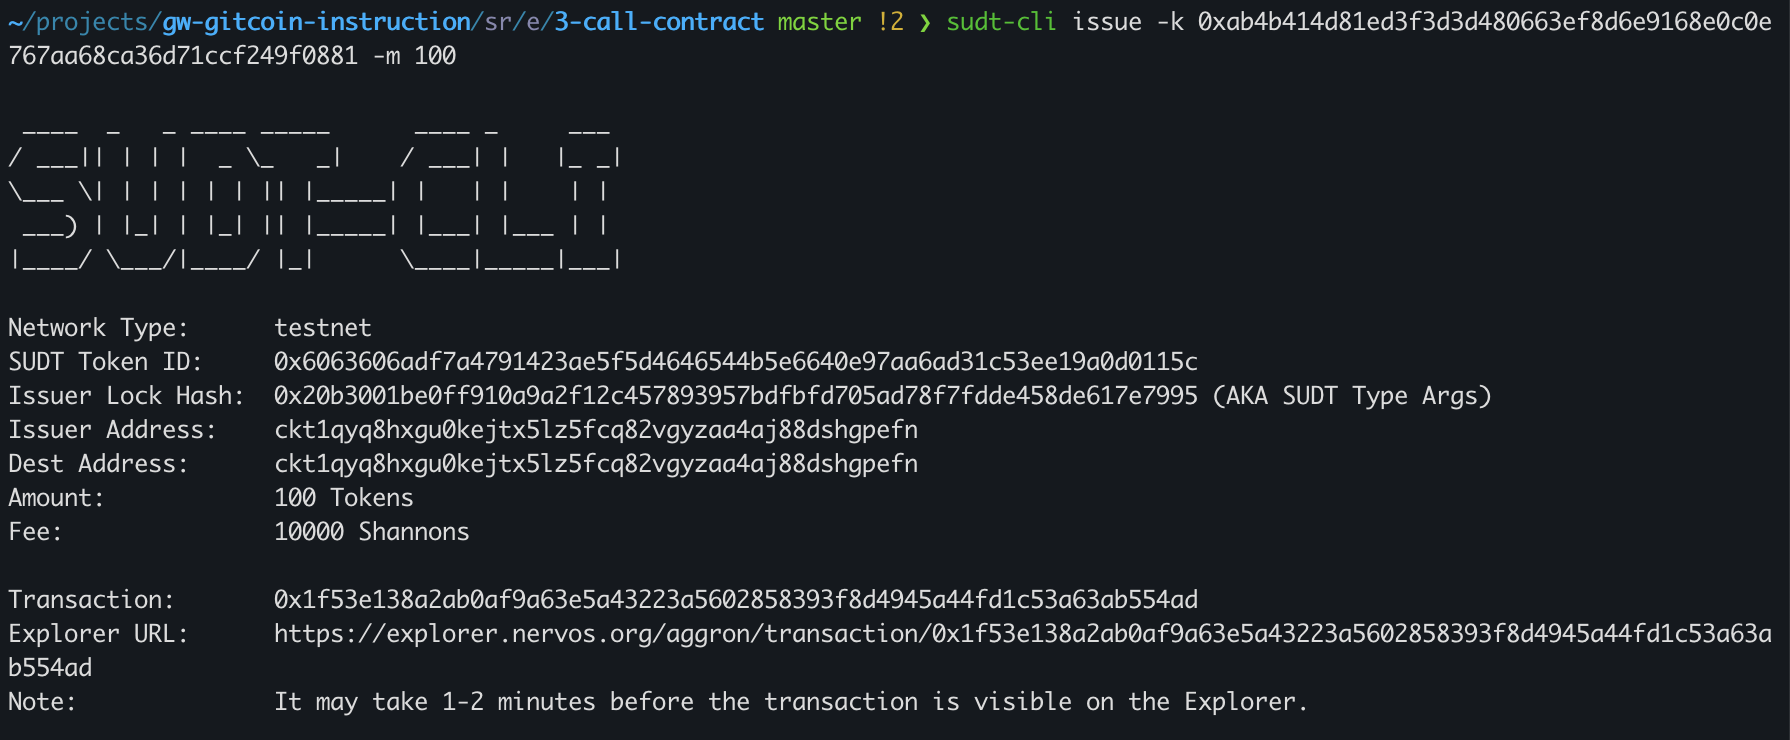 ~/projects/gw-gitcoin-instruction/sr/e/3-call-contract master !2 ❯ sudt-cli issue -k 0xab4b414d81ed3f3d3d480663ef8d6e9168e0c0e
767aa68ca36d71ccf249f0881 -m 100
 ____  _   _ ____ _____      ____ _     ___
/ ___|| | | |  _ \_   _|    / ___| |   |_ _|
\___ \| | | | | | || |_____| |   | |    | |
 ___) | |_| | |_| || |_____| |___| |___ | |
|____/ \___/|____/ |_|      \____|_____|___|
Network Type:      testnet
SUDT Token ID:     0x6063606adf7a4791423ae5f5d4646544b5e6640e97aa6ad31c53ee19a0d0115c
Issuer Lock Hash:  0x20b3001be0ff910a9a2f12c457893957bdfbfd705ad78f7fdde458de617e7995 (AKA SUDT Type Args)
Issuer Address:    ckt1qyq8hxgu0kejtx5lz5fcq82vgyzaa4aj88dshgpefn
Dest Address:      ckt1qyq8hxgu0kejtx5lz5fcq82vgyzaa4aj88dshgpefn
Amount:            100 Tokens
Fee:               10000 Shannons
Transaction:       0x1f53e138a2ab0af9a63e5a43223a5602858393f8d4945a44fd1c53a63ab554ad
Explorer URL:      https://explorer.nervos.org/aggron/transaction/0x1f53e138a2ab0af9a63e5a43223a5602858393f8d4945a44fd1c53a63a
b554ad
Note:              It may take 1-2 minutes before the transaction is visible on the Explorer.